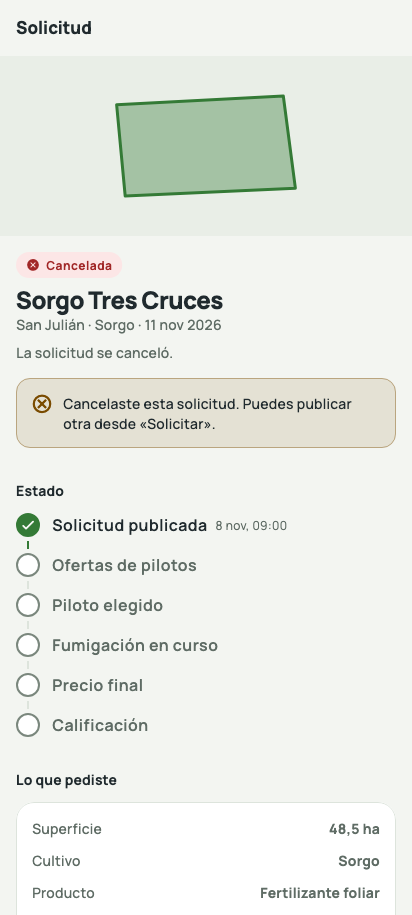 Solicitud
Cancelada
Sorgo Tres Cruces
San Julián · Sorgo · 11 nov 2026
La solicitud se canceló.
Cancelaste esta solicitud. Puedes publicar
otra desde «Solicitar».
Estado
Solicitud publicada 8 nov, 09:00
Ofertas de pilotos
Piloto elegido
Fumigación en curso
Precio final
Calificación
Lo que pediste
Superficie 48,5 ha
Cultivo Sorgo
Producto Fertilizante foliar